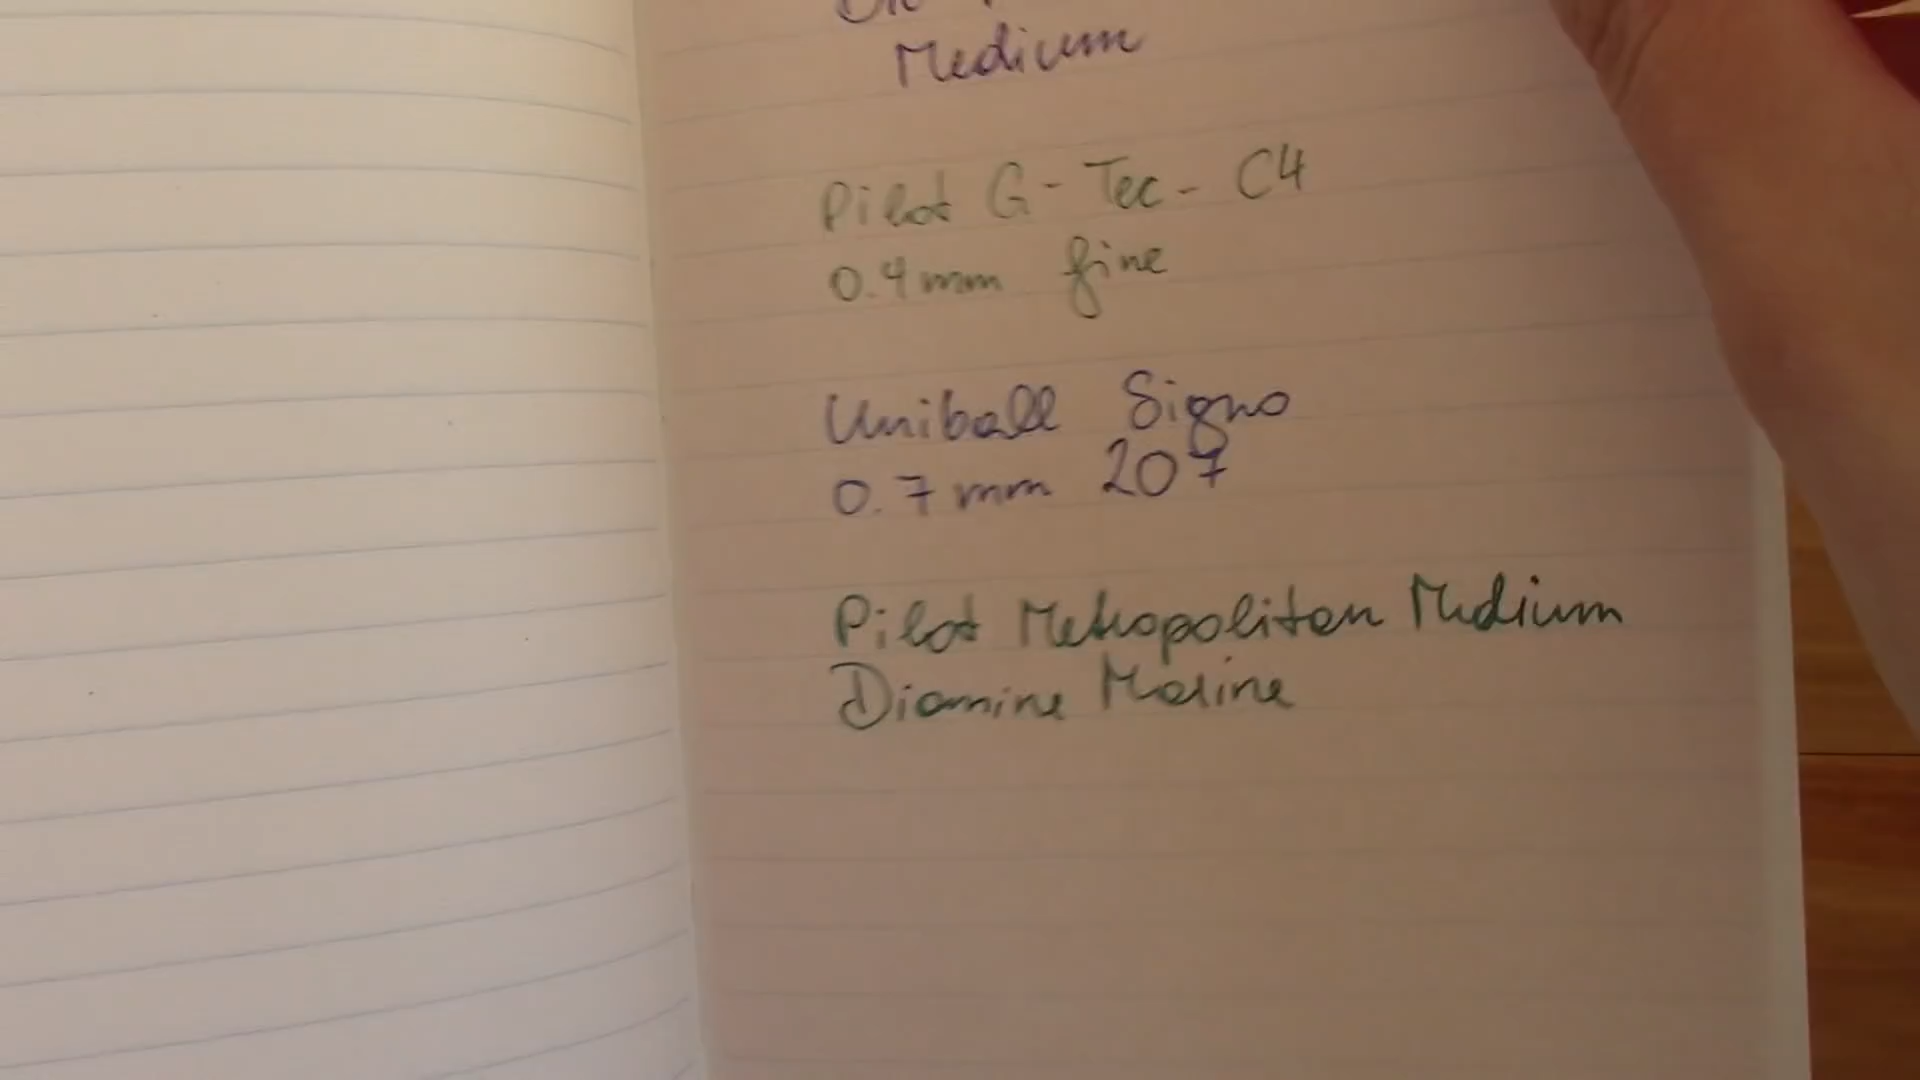 Medium
Pilot G-Tec-C4
0.4mm fine
Uniball Signo
0.7mm 207
Pilot Metropolitan Medium
Diamine Marine